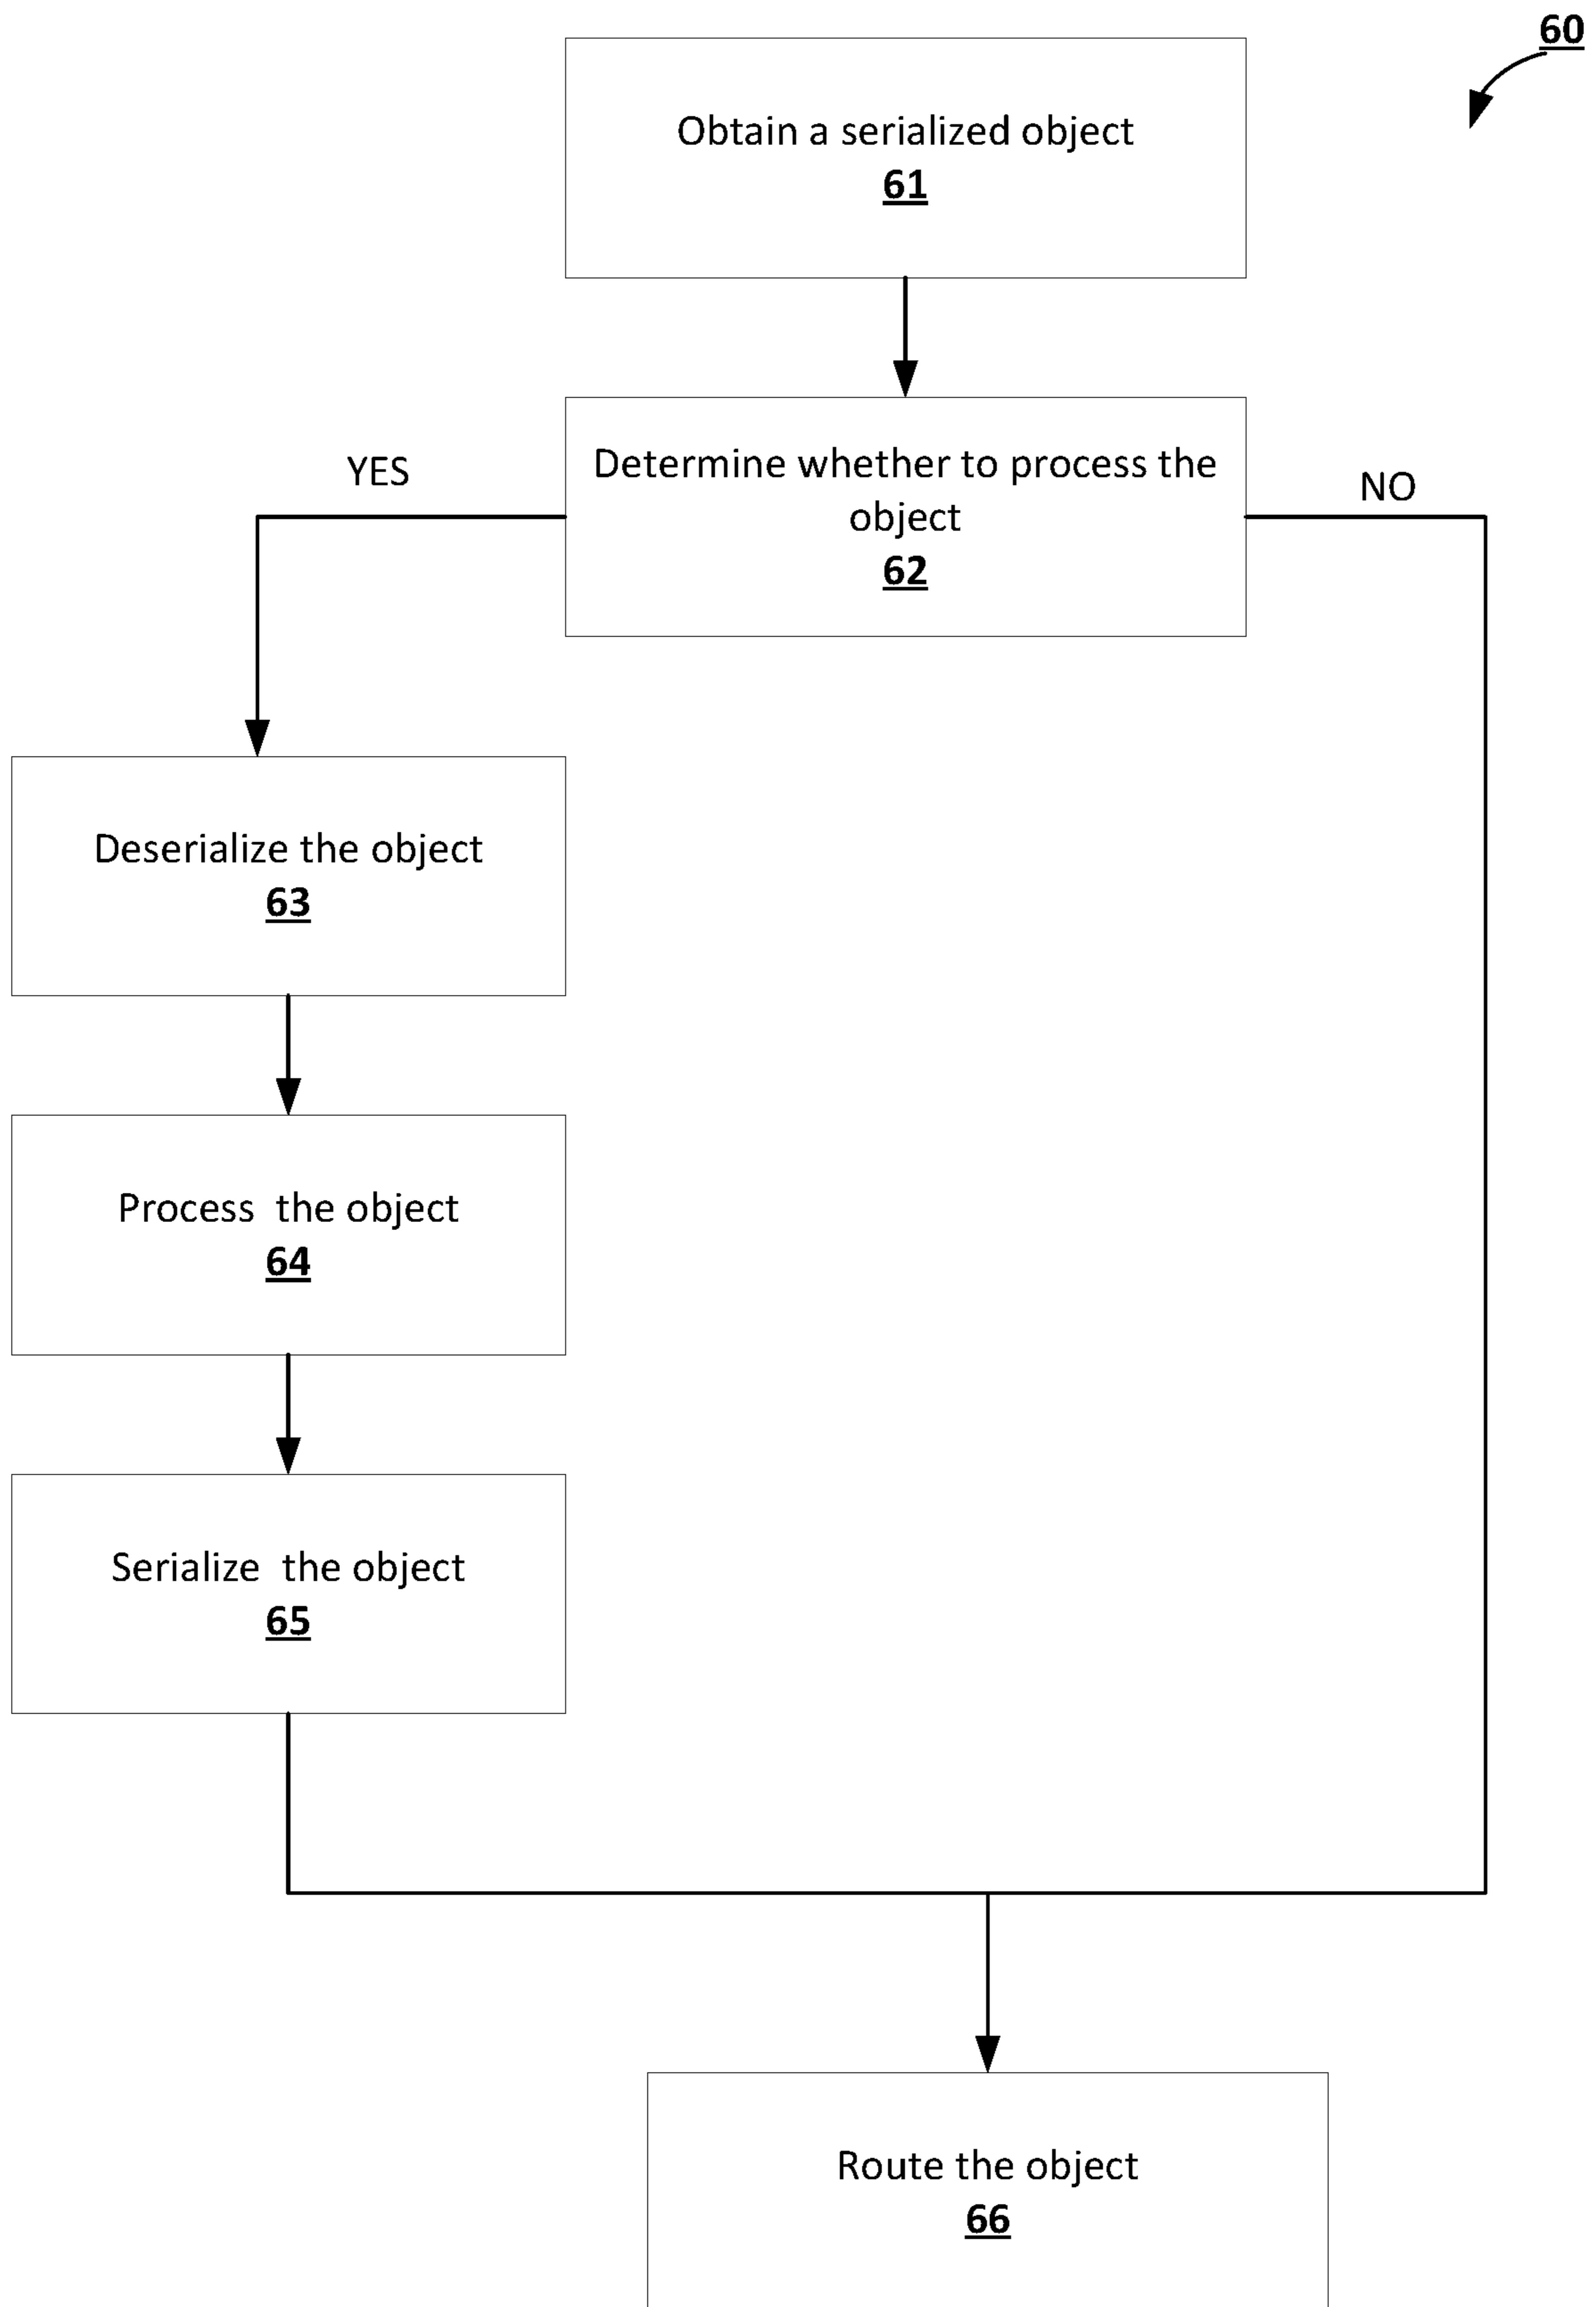 60
Obtain a serialized object
61
Determine whether to process the
object
62
YES
NO
Deserialize the object
63
Process  the object
64
Serialize  the object
65
Route the object
66